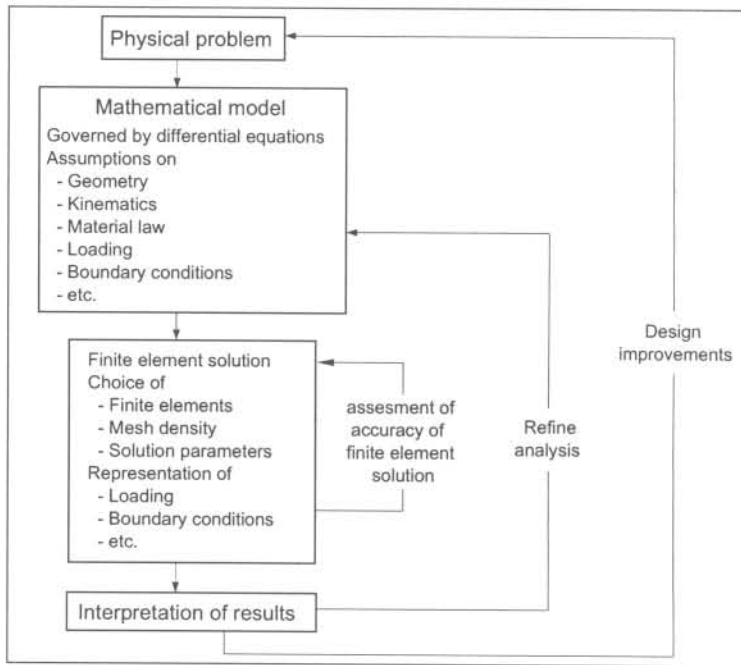 Physical problem
Mathematical model
Governed by differential equations
Assumptions on
- Geometry
- Kinematics
- Material law
- Loading
- Boundary conditions
- etc.
Finite element solution
Choice of
- Finite elements
- Mesh density
- Solution parameters
Representation of
- Loading
- Boundary conditions
- etc.
assesment of
accuracy of
finite element
solution
Refine
analysis
Design
improvements
Interpretation of results